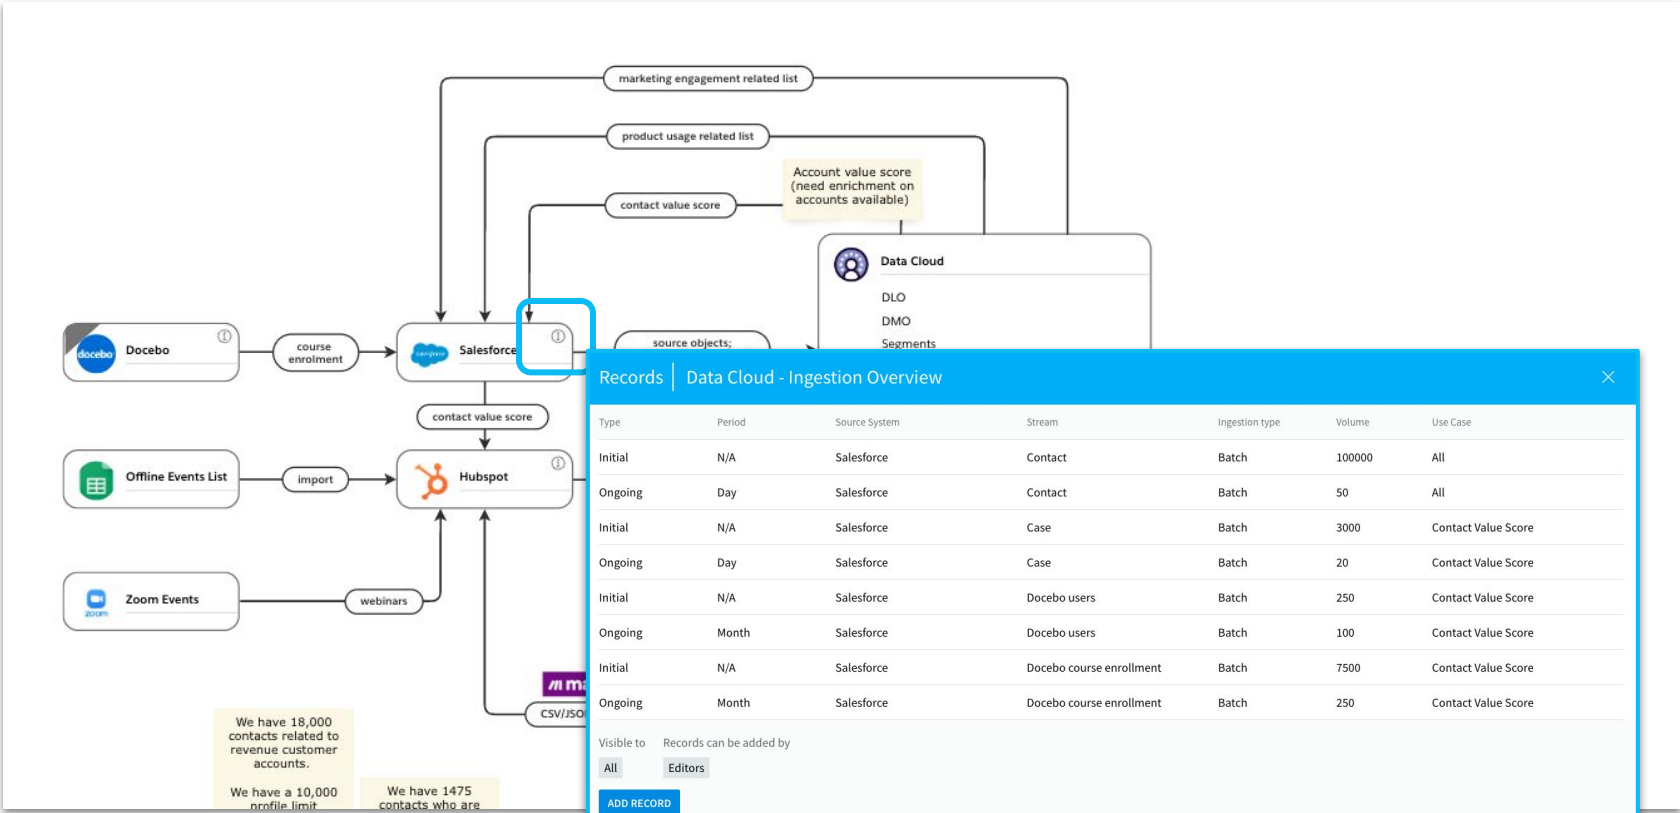 marketing engagement related list
product usage related list
Account value score
(need enrichment on
accounts available)
contact value score
Data Cloud
DLO
DMO
Segments
docebo
Docebo
course
enrolment
salesforce
Salesforce
source objects;
contact value score
Offline Events List
import
Hubspot
zoom
Zoom Events
webinars
CSV/JSO
We have 18,000
contacts related to
revenue customer
accounts.
We have a 10,000
profile limit
We have 1475
contacts who are
Records
Data Cloud - Ingestion Overview
Type Period Source System Stream Ingestion type Volume Use Case
Initial N/A Salesforce Contact Batch 100000 All
Ongoing Day Salesforce Contact Batch 50 All
Initial N/A Salesforce Case Batch 3000 Contact Value Score
Ongoing Day Salesforce Case Batch 20 Contact Value Score
Initial N/A Salesforce Docebo users Batch 250 Contact Value Score
Ongoing Month Salesforce Docebo users Batch 100 Contact Value Score
Initial N/A Salesforce Docebo course enrollment Batch 7500 Contact Value Score
Ongoing Month Salesforce Docebo course enrollment Batch 250 Contact Value Score
Visible to Records can be added by
All Editors
ADD RECORD